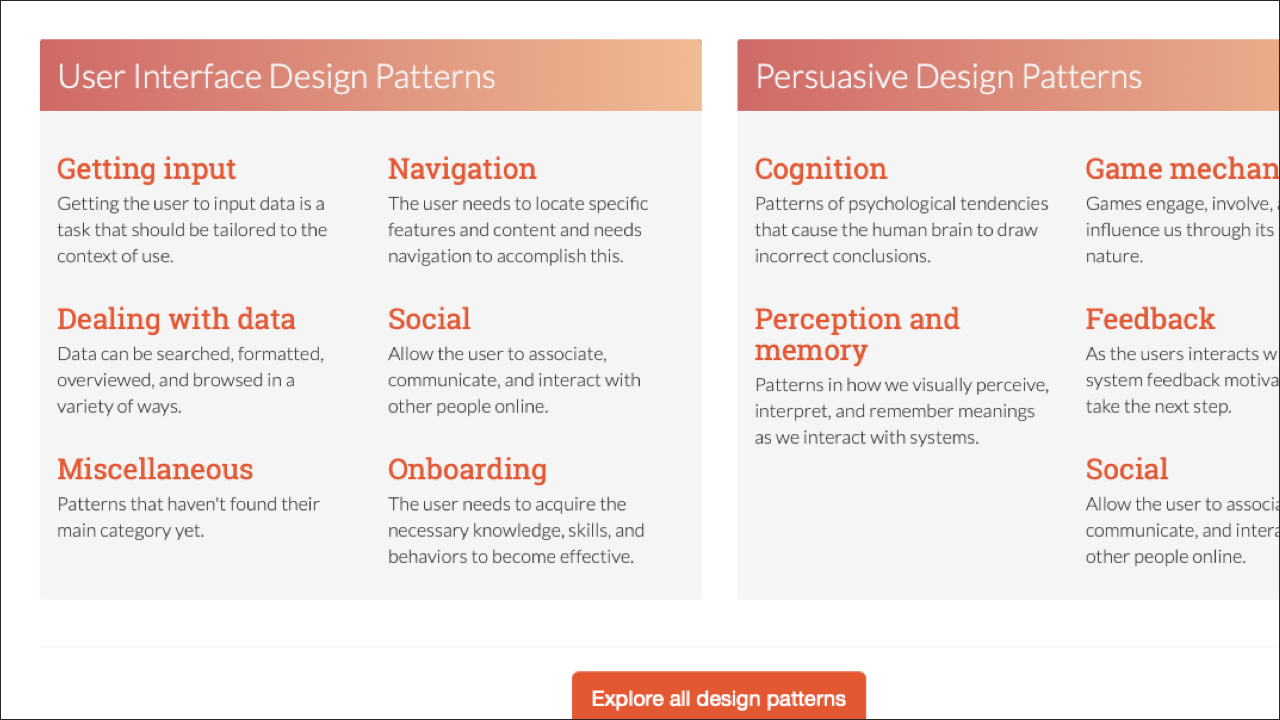 User Interface Design Patterns
Getting input
Getting the user to input data is a
task that should be tailored to the
context of use.
Navigation
The user needs to locate specific
features and content and needs
navigation to accomplish this.
Dealing with data
Data can be searched, formatted,
overviewed, and browsed in a
variety of ways.
Social
Allow the user to associate,
communicate, and interact with
other people online.
Miscellaneous
Patterns that haven't found their
main category yet.
Onboarding
The user needs to acquire the
necessary knowledge, skills, and
behaviors to become effective.
Persuasive Design Patterns
Cognition
Patterns of psychological tendencies
that cause the human brain to draw
incorrect conclusions.
Game mechan
Games engage, involve,
influence us through its
nature.
Perception and
memory
Patterns in how we visually perceive,
interpret, and remember meanings
as we interact with systems.
Feedback
As the users interacts w
system feedback motiva
take the next step.
Social
Allow the user to associa
communicate, and intera
other people online.
Explore all design patterns